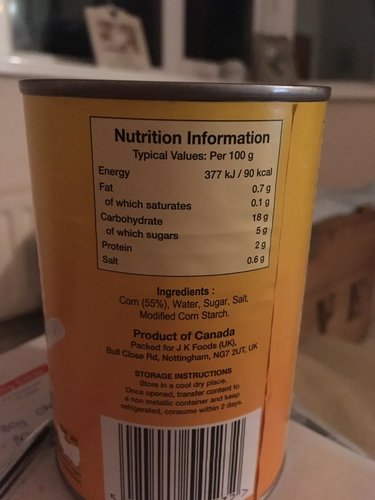 Nutrition Information
Typical Values: Per 100 g
Energy 377 kJ / 90 kcal
Fat 0.7 g
of which saturates 0.1 g
Carbohydrate 18 g
of which sugars 5 g
Protein 2 g
Salt 0.6 g
Ingredients :
Corn (55%), Water, Sugar, Salt,
Modified Corn Starch.
Product of Canada
Packed for J K Foods (UK),
Bull Close Rd, Nottingham, NG7 2UT, UK
STORAGE INSTRUCTIONS
Store in a cool dry place.
Once opened, transfer content to
a non metallic container and keep
refrigerated, consume within 2 days.